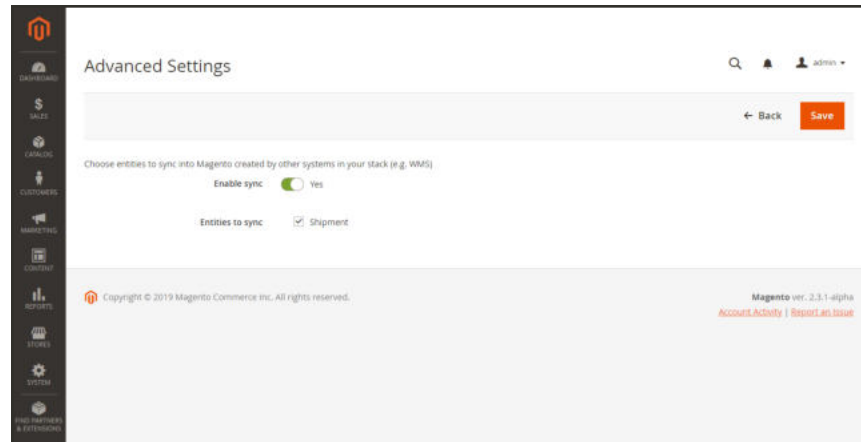 Advanced Settings
admin
Back
Save
Choose entities to sync into Magento created by other systems in your stack (e.g. WMS)
Enable sync Yes
Entities to sync Shipment
DASHBOARD
SALES
CATALOG
CUSTOMERS
MARKETING
CONTENT
REPORTS
STORES
SYSTEM
FIND PARTNERS
& EXTENSIONS
Copyright © 2019 Magento Commerce Inc. All rights reserved.
Magento ver. 2.3.1-alpha
Account Activity | Report an Issue